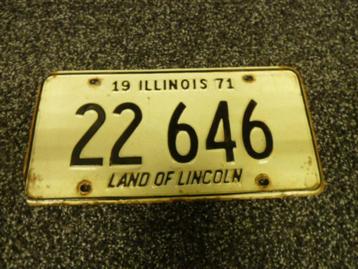 19 ILLINOIS 71
22 646
LAND OF LINCOLN